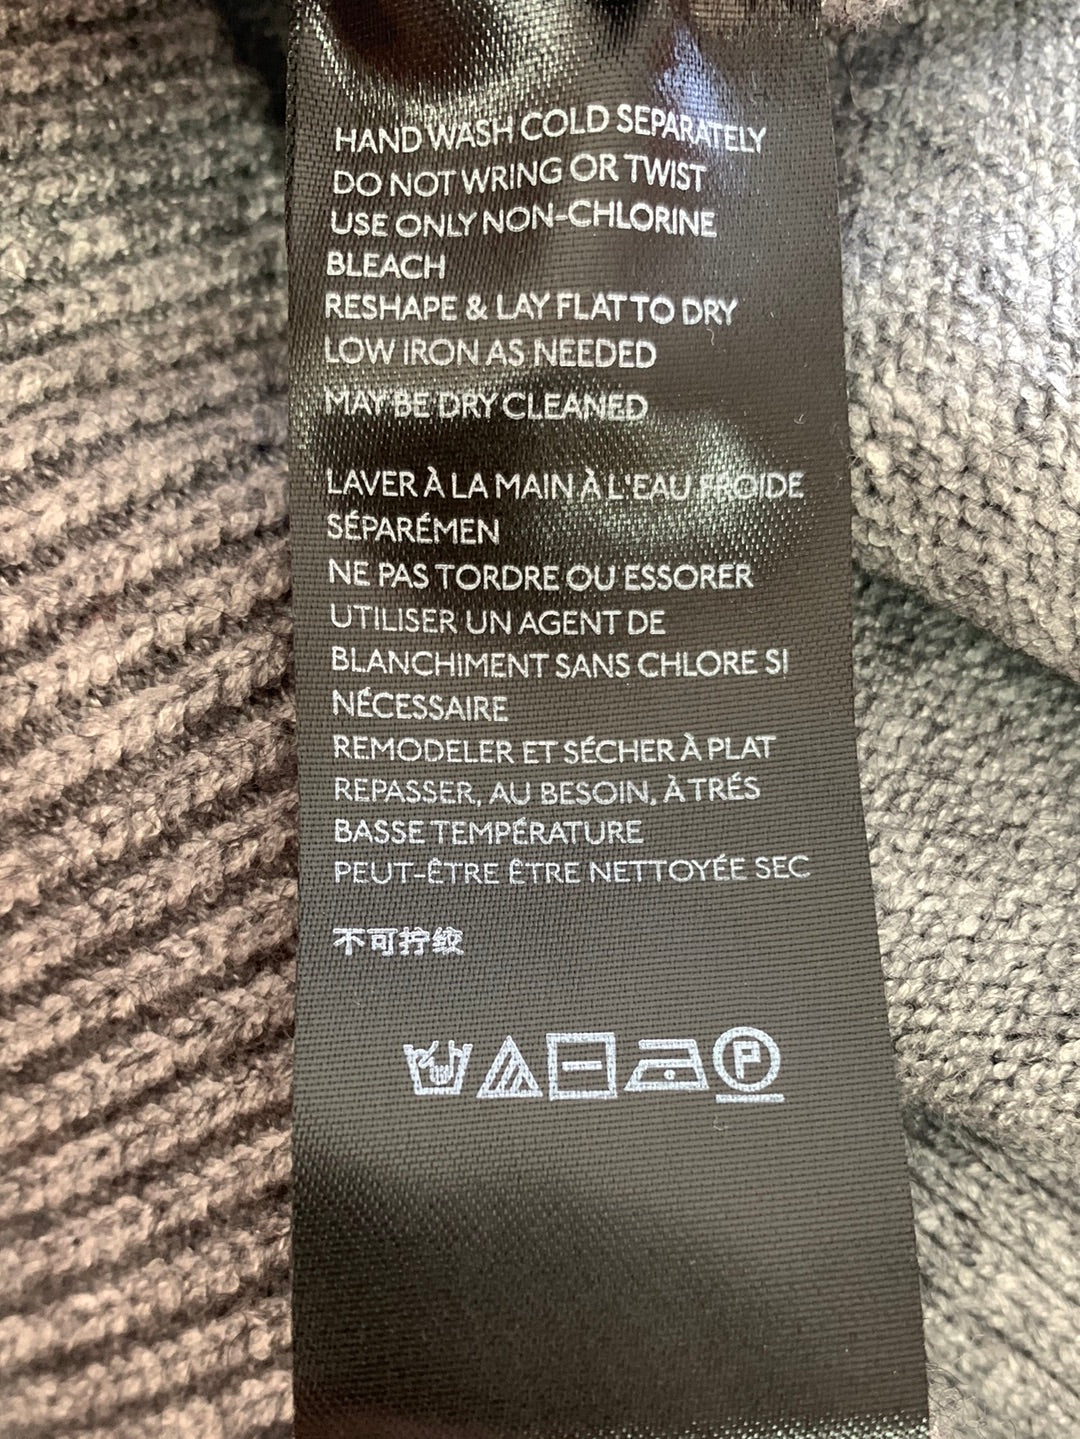 HAND WASH COLD SEPARATELY
DO NOT WRING OR TWIST
USE ONLY NON-CHLORINE
BLEACH
RESHAPE & LAY FLAT TO DRY
LOW IRON AS NEEDED
MAY BE DRY CLEANED
LAVER À LA MAIN À L'EAU FROIDE
SÉPARÉMEN
NE PAS TORDRE OU ESSORER
UTILISER UN AGENT DE
BLANCHIMENT SANS CHLORE SI
NÉCESSAIRE
REMODELER ET SÉCHER À PLAT
REPASSER, AU BESOIN, À TRÉS
BASSE TEMPÉRATURE
PEUT-ÊTRE ÊTRE NETTOYÉE SEC
不可拧绞
P